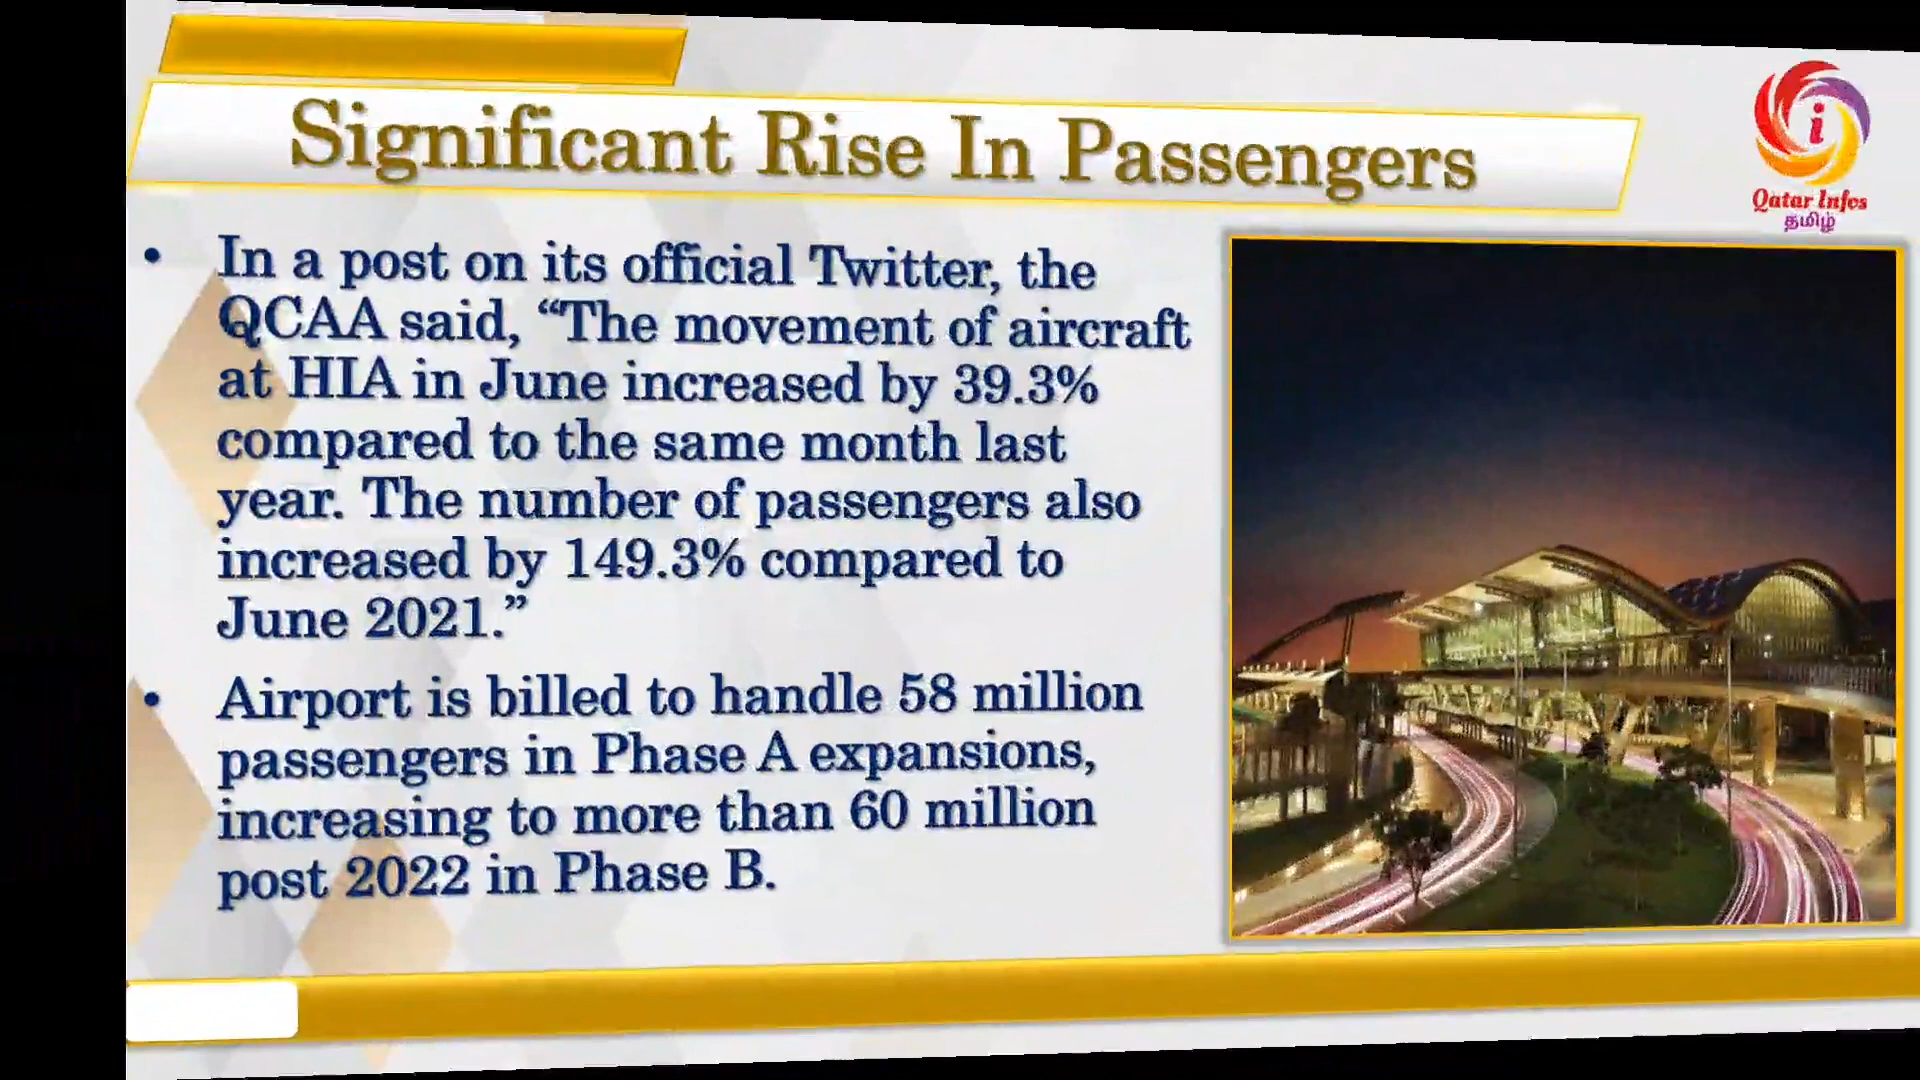 Significant Rise In Passengers
i
Qatar Infos
தமிழ்
• In a post on its official Twitter, the
QCAA said, “The movement of aircraft
at HIA in June increased by 39.3%
compared to the same month last
year. The number of passengers also
increased by 149.3% compared to
June 2021.”
• Airport is billed to handle 58 million
passengers in Phase A expansions,
increasing to more than 60 million
post 2022 in Phase B.